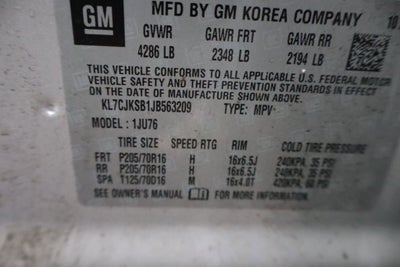 GM
MFD BY GM KOREA COMPANY 10
GVWR GAWR FRT GAWR RR
4286 LB 2348 LB 2194 LB
THIS VEHICLE CONFORMS TO ALL APPLICABLE U.S. FEDERAL MOTOR
VEHICLE SAFETY AND THEFT PREVENTION STANDARDS IN EFFECT ON
THE DATE OF MANUFACTURE SHOWN ABOVE.
KL7CJKSB1JB563209 TYPE: MPV
MODEL: 1JU76
TIRE SIZE SPEED RTG RIM COLD TIRE PRESSURE
FRT P205/70R16 H 16x6.5J 240KPA, 35 PSI
RR P205/70R16 H 16x6.5J 240KPA, 35 PSI
SPA T125/70D16 M 16x4.0T 420KPA, 60 PSI
SEE OWNER'S MANUAL FOR MORE INFORMATION